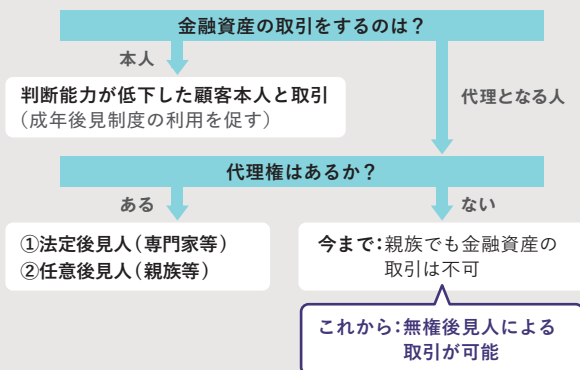 金融資産の取引をするのは？
本人
判断能力が低下した顧客本人と取引
（成年後見制度の利用を促す）
代理となる人
代理権はあるか？
ある
ない
①法定後見人（専門家等）
②任意後見人（親族等）
今まで：親族でも金融資産の
取引は不可
これから：無権後見人による
取引が可能